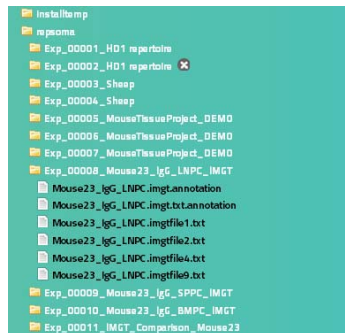 installtemp
repsoma
Exp_00001_HD1 repertoire
Exp_00002_HD1 repertoire
Exp_00003_Sheep
Exp_00004_Sheep
Exp_00005_MouseTissueProject_DEMO
Exp_00006_MouseTissueProject_DEMO
Exp_00007_MouseTissueProject_DEMO
Exp_00008_Mouse23_IgG_LNPC_IMGT
Mouse23_IgG_LNPC.imgt.annotation
Mouse23_IgG_LNPC.imgt.txt.annotation
Mouse23_IgG_LNPC.imgtfile1.txt
Mouse23_IgG_LNPC.imgtfile2.txt
Mouse23_IgG_LNPC.imgtfile4.txt
Mouse23_IgG_LNPC.imgtfile9.txt
Exp_00009_Mouse23_IgG_SPPC_IMGT
Exp_00010_Mouse23_IgG_BMPC_IMGT
Exp_00011_IMGT_Comparison_Mouse23